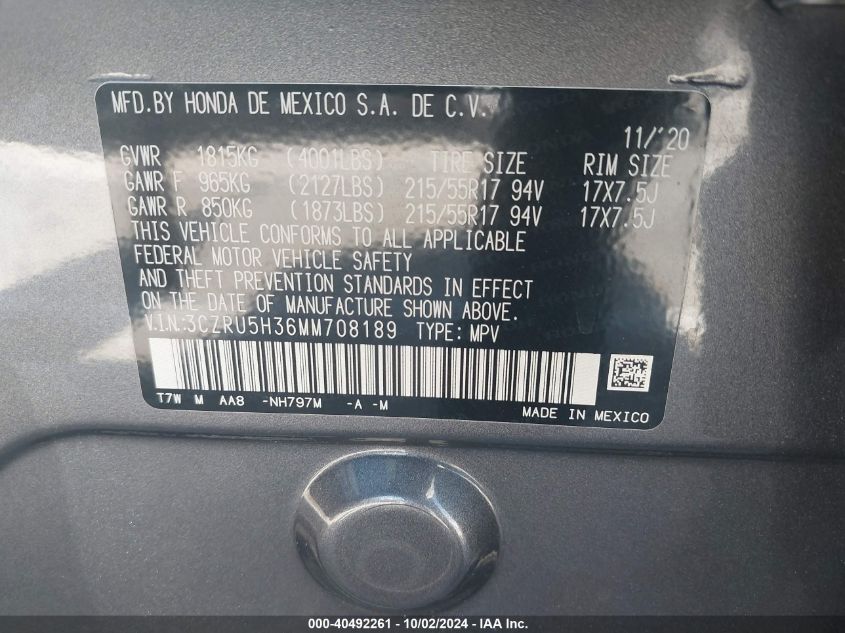 MFD.BY HONDA DE MEXICO S.A. DE C.V.
11/'20
GVWR 1815KG (4001LBS) TIRE SIZE RIM SIZE
GAWR F 965KG (2127LBS) 215/55R17 94V 17X7.5J
GAWR R 850KG (1873LBS) 215/55R17 94V 17X7.5J
THIS VEHICLE CONFORMS TO ALL APPLICABLE
FEDERAL MOTOR VEHICLE SAFETY
AND THEFT PREVENTION STANDARDS IN EFFECT
ON THE DATE OF MANUFACTURE SHOWN ABOVE.
V.I.N.:3CZRU5H36MM708189 TYPE: MPV
T7W M AA8 -NH797M -A -M
MADE IN MEXICO
000-40492261 - 10/02/2024 - IAA Inc.